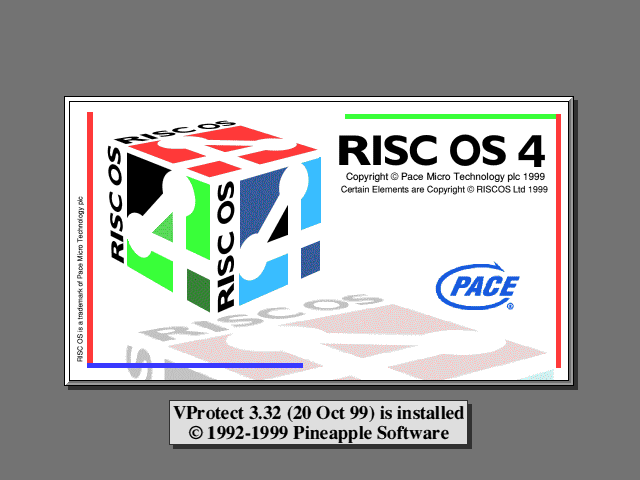 RISC OS
RISC OS
RISC OS
RISC OS 4
Copyright © Pace Micro Technology plc 1999
Certain Elements are Copyright © RISCOS Ltd 1999
RISC OS is a trademark of Pace Micro Technology plc
PACE®
RISC OS
VProtect 3.32 (20 Oct 99) is installed
© 1992-1999 Pineapple Software